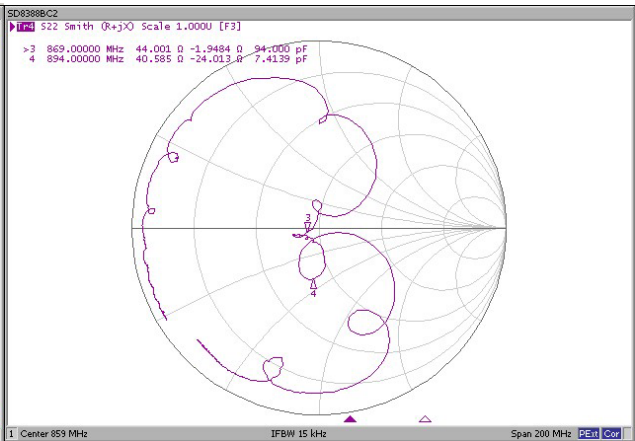 SD8388BC2
Tr4 S22 Smith (R+jX) Scale 1.000U [F3]
>3 869.00000 MHz 44.001 Ω -1.9484 Ω 94.000 pF
4 894.00000 MHz 40.585 Ω -24.013 Ω 7.4139 pF
3
4
1 Center 859 MHz IFBW 15 kHz Span 200 MHz PExt Cor